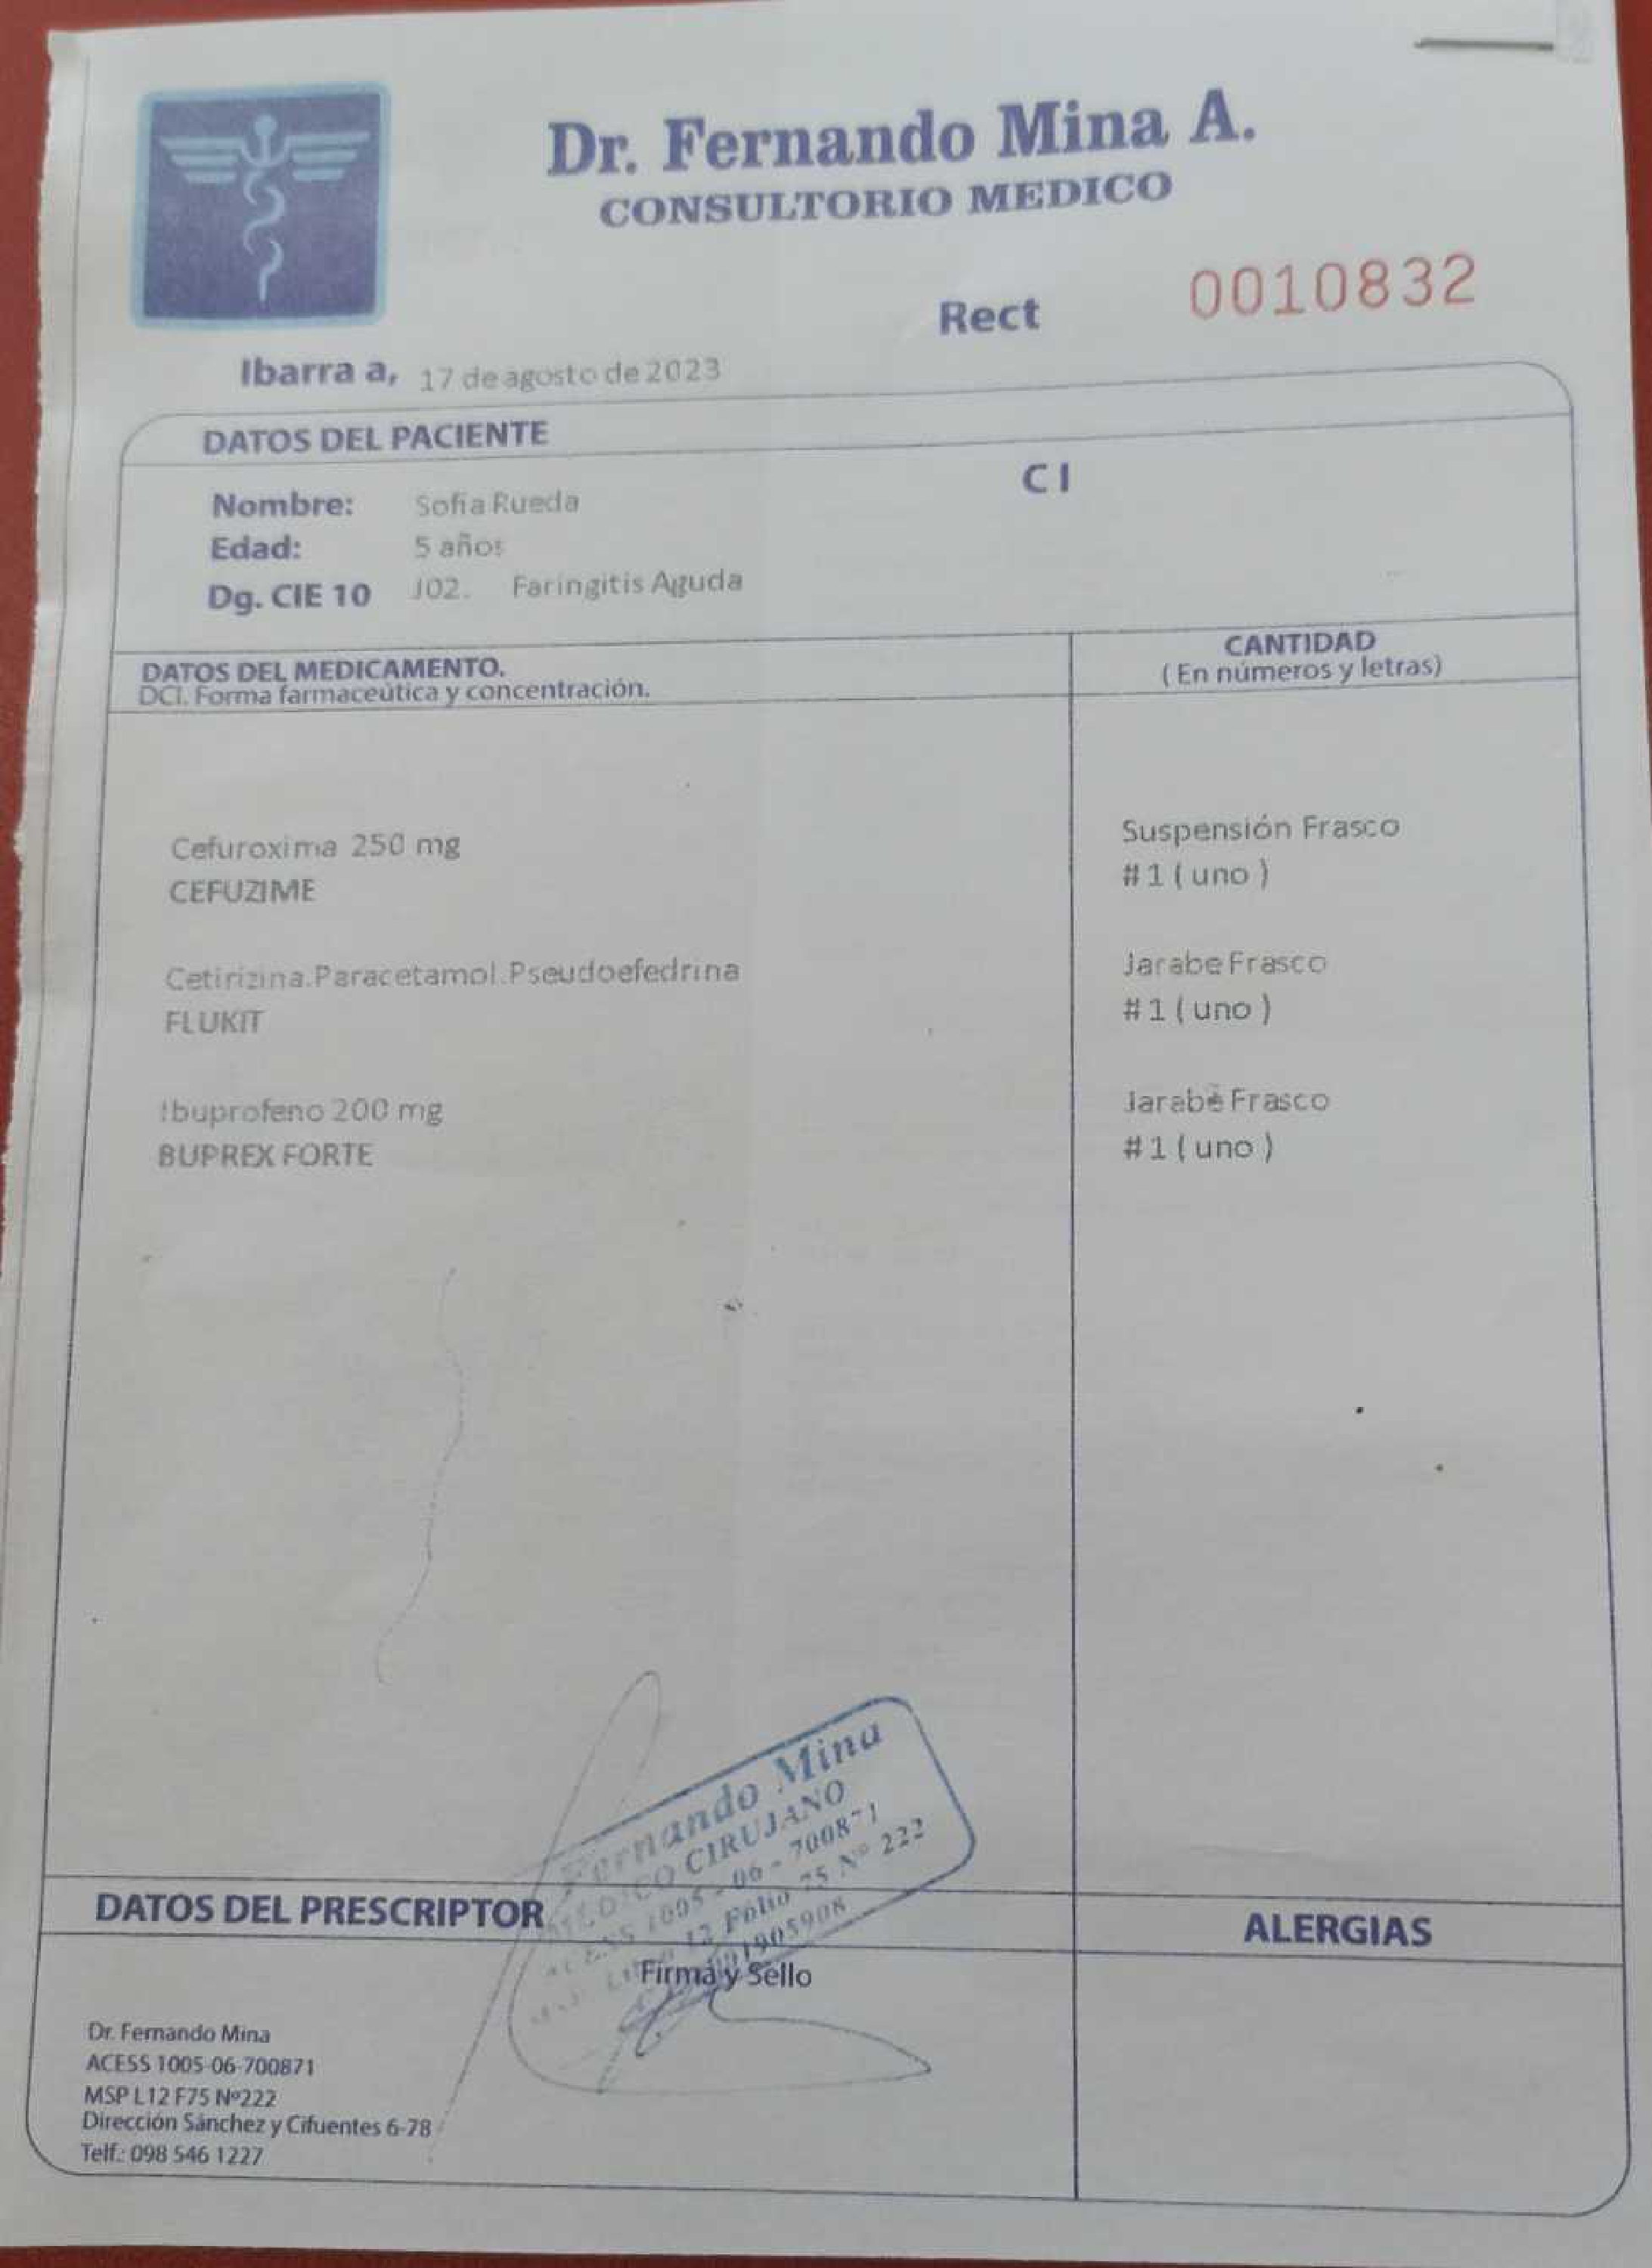 Dr. Fernando Mina A.
CONSULTORIO MEDICO
Rect 0010832
Ibarra a, 17 de agosto de 2023
DATOS DEL PACIENTE
CI
Nombre: Sofia Rueda
Edad: 5 años
Dg. CIE 10 J02. Faringitis Aguda
DATOS DEL MEDICAMENTO.
DCI. Forma farmaceútica y concentración.
CANTIDAD
( En números y letras)
Cefuroxima 250 mg
CEFUZIME
Suspensión Frasco
#1 ( uno )
Cetirizina.Paracetamol.Pseudoefedrina
FLUKIT
Jarabe Frasco
#1 ( uno )
Ibuprofeno 200 mg
BUPREX FORTE
Jarabe Frasco
#1 ( uno )
Fernando Mina
MEDICO CIRUJANO
ACESS 1005 - 06 - 700871
12 Folio 75 Nº 222
DATOS DEL PRESCRIPTOR
Firma y Sello
ALERGIAS
Dr. Fernando Mina
ACESS 1005-06-700871
MSP L12 F75 Nº222
Dirección Sánchez y Cifuentes 6-78
Telf.: 098 546 1227